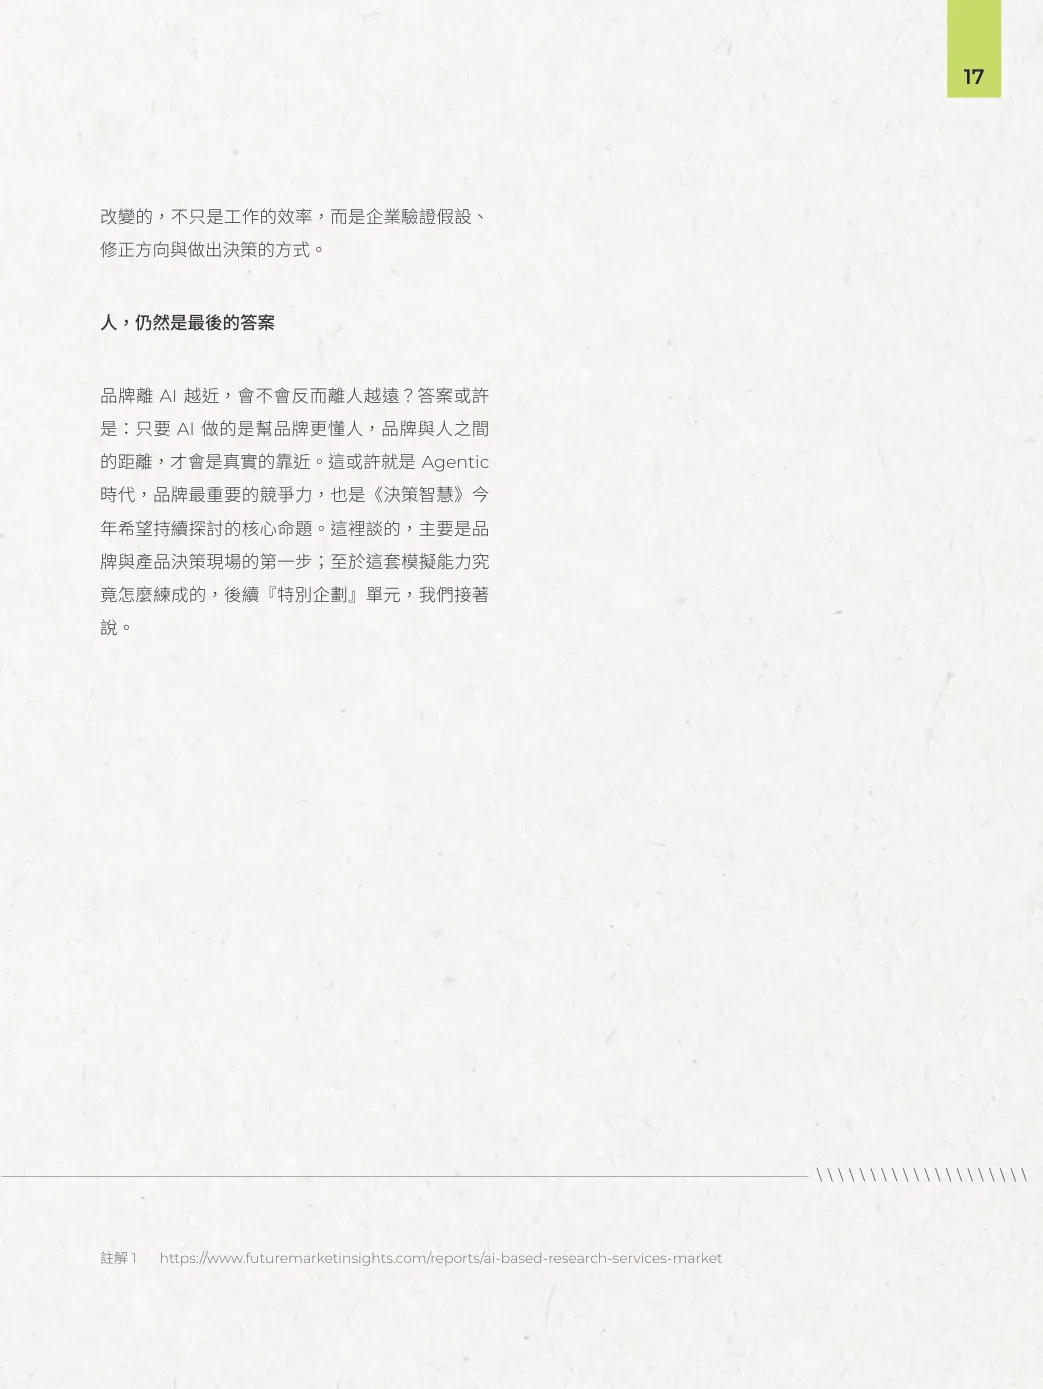 17
改變的，不只是工作的效率，而是企業驗證假設、
修正方向與做出決策的方式。
人，仍然是最後的答案
品牌離 AI 越近，會不會反而離人越遠？答案或許
是：只要 AI 做的是幫品牌更懂人，品牌與人之間
的距離，才會是真實的靠近。這或許就是 Agentic
時代，品牌最重要的競爭力，也是《決策智慧》今
年希望持續探討的核心命題。這裡談的，主要是品
牌與產品決策現場的第一步；至於這套模擬能力究
竟怎麼練成的，後續『特別企劃』單元，我們接著
說。
註解 1 https://www.futuremarketinsights.com/reports/ai-based-research-services-market